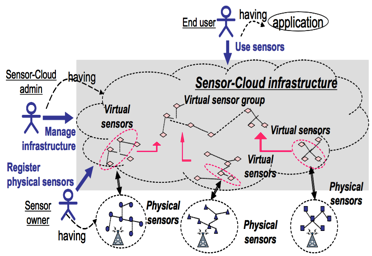 End user
having
application
Use sensors
Sensor-Cloud
admin
having
Sensor-Cloud infrastructure
Virtual sensor group
Virtual
sensors
Manage
infrastructure
Virtual sensors
Virtual
sensors
Register
physical sensors
Sensor
owner
having
Physical
sensors
Physical
sensors
Physical
sensors